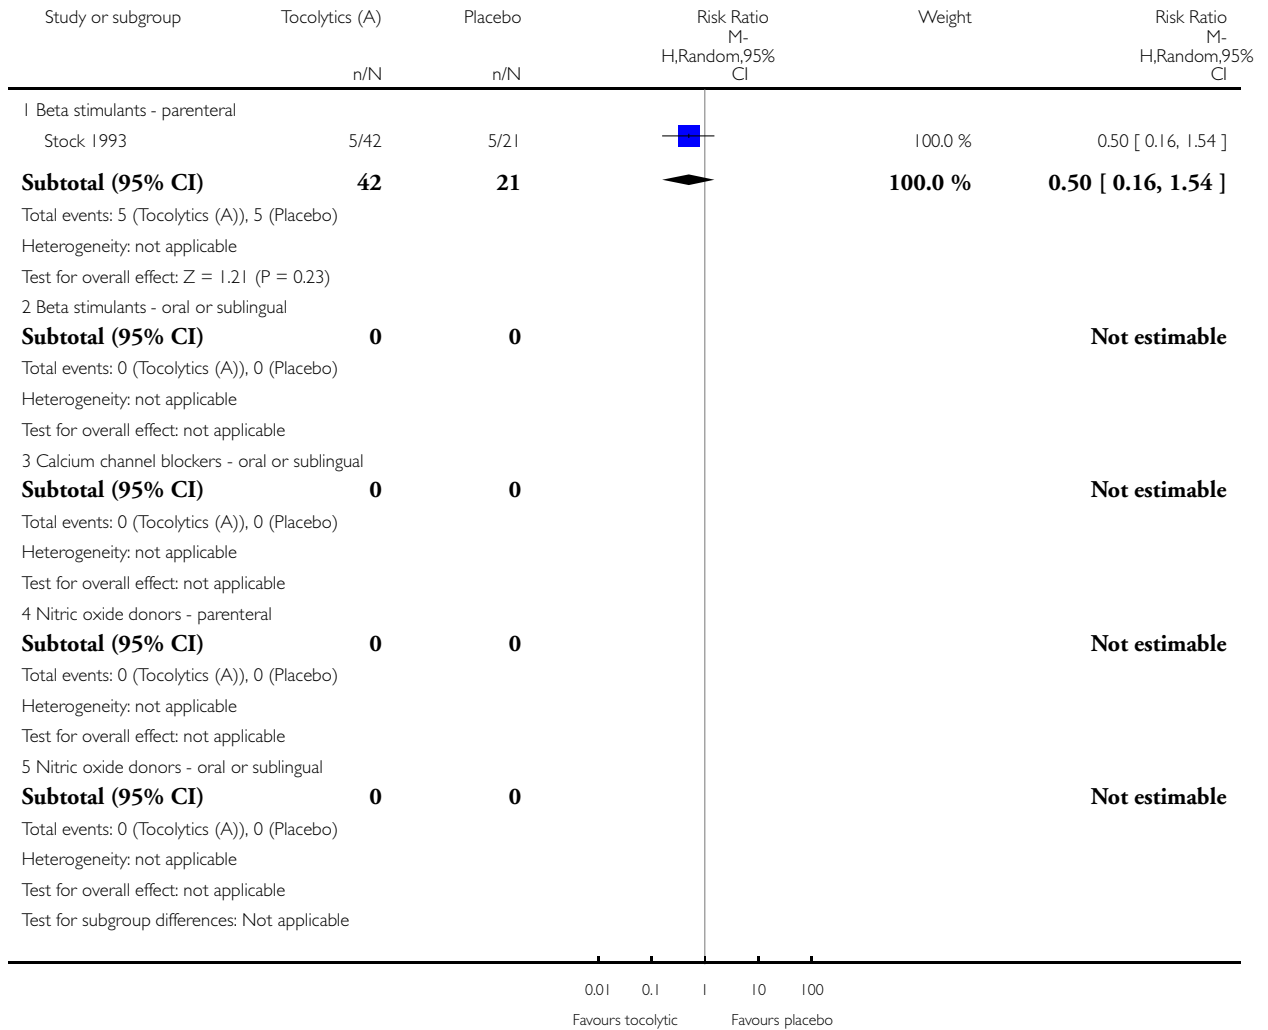 Study or subgroup Tocolytics (A) Placebo Risk Ratio Weight Risk Ratio
M- M-
H,Random,95% H,Random,95%
n/N n/N CI CI
1 Beta stimulants - parenteral
Stock 1993 5/42 5/21 100.0 % 0.50 [ 0.16, 1.54 ]
Subtotal (95% CI) 42 21 100.0 % 0.50 [ 0.16, 1.54 ]
Total events: 5 (Tocolytics (A)), 5 (Placebo)
Heterogeneity: not applicable
Test for overall effect: Z = 1.21 (P = 0.23)
2 Beta stimulants - oral or sublingual
Subtotal (95% CI) 0 0 Not estimable
Total events: 0 (Tocolytics (A)), 0 (Placebo)
Heterogeneity: not applicable
Test for overall effect: not applicable
3 Calcium channel blockers - oral or sublingual
Subtotal (95% CI) 0 0 Not estimable
Total events: 0 (Tocolytics (A)), 0 (Placebo)
Heterogeneity: not applicable
Test for overall effect: not applicable
4 Nitric oxide donors - parenteral
Subtotal (95% CI) 0 0 Not estimable
Total events: 0 (Tocolytics (A)), 0 (Placebo)
Heterogeneity: not applicable
Test for overall effect: not applicable
5 Nitric oxide donors - oral or sublingual
Subtotal (95% CI) 0 0 Not estimable
Total events: 0 (Tocolytics (A)), 0 (Placebo)
Heterogeneity: not applicable
Test for overall effect: not applicable
Test for subgroup differences: Not applicable
0.01 0.1 1 10 100
Favours tocolytic Favours placebo